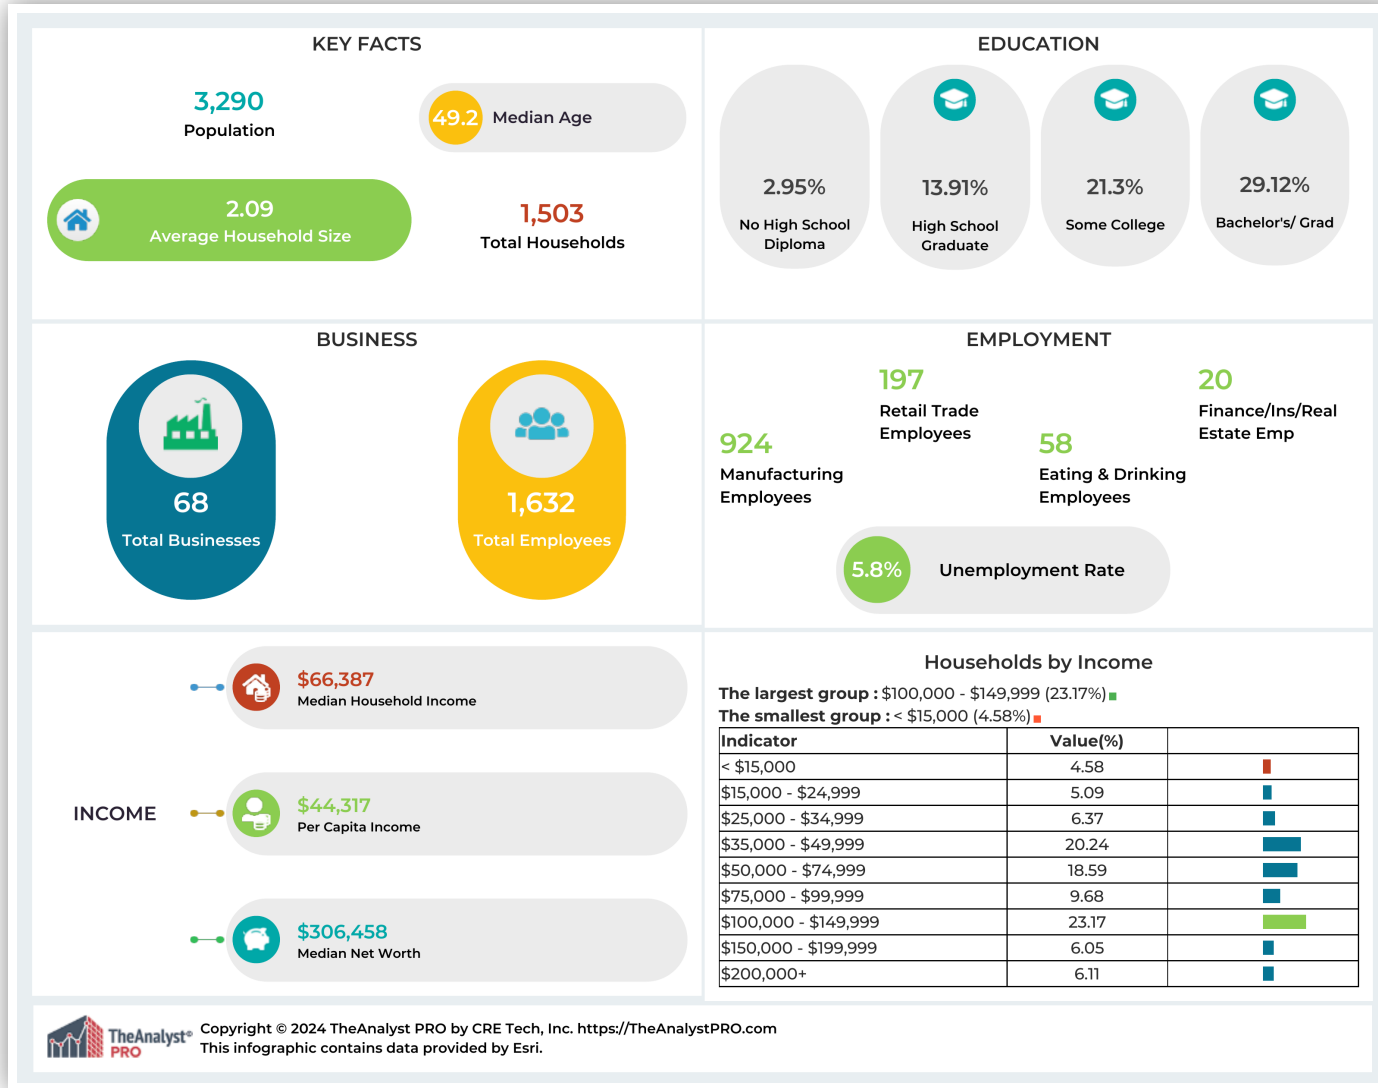 KEY FACTS
3,290
Population
49.2 Median Age
2.09
Average Household Size
1,503
Total Households
EDUCATION
2.95%
No High School
Diploma
13.91%
High School
Graduate
21.3%
Some College
29.12%
Bachelor's/ Grad
BUSINESS
68
Total Businesses
1,632
Total Employees
EMPLOYMENT
924
Manufacturing
Employees
197
Retail Trade
Employees
58
Eating & Drinking
Employees
20
Finance/Ins/Real
Estate Emp
5.8% Unemployment Rate
INCOME
$66,387
Median Household Income
$44,317
Per Capita Income
$306,458
Median Net Worth
Households by Income
The largest group : $100,000 - $149,999 (23.17%)
The smallest group : < $15,000 (4.58%)
Indicator Value(%)
< $15,000 4.58
$15,000 - $24,999 5.09
$25,000 - $34,999 6.37
$35,000 - $49,999 20.24
$50,000 - $74,999 18.59
$75,000 - $99,999 9.68
$100,000 - $149,999 23.17
$150,000 - $199,999 6.05
$200,000+ 6.11
TheAnalyst®
PRO
Copyright © 2024 TheAnalyst PRO by CRE Tech, Inc. https://TheAnalystPRO.com
This infographic contains data provided by Esri.